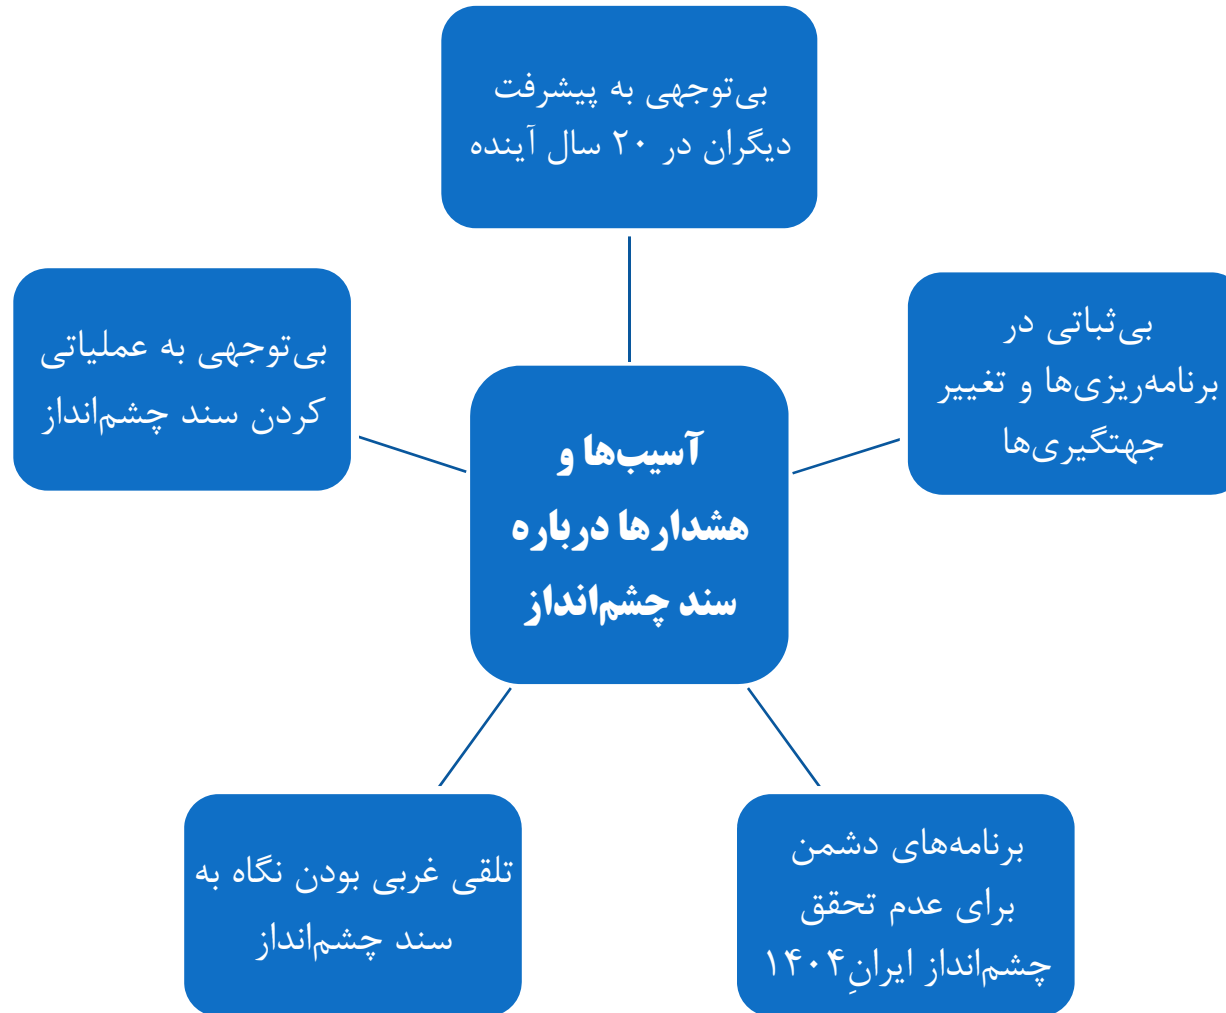 بی‌توجهی به پیشرفت
دیگران در ۲۰ سال آینده
بی‌ثباتی در
برنامه‌ریزی‌ها و تغییر
جهتگیری‌ها
بی‌توجهی به عملیاتی
کردن سند چشم‌انداز
آسیب‌ها و
هشدارها درباره
سند چشم‌انداز
برنامه‌های دشمن
برای عدم تحقق
چشم‌انداز ایرانِ۱۴۰۴
تلقی غربی بودن نگاه به
سند چشم‌انداز